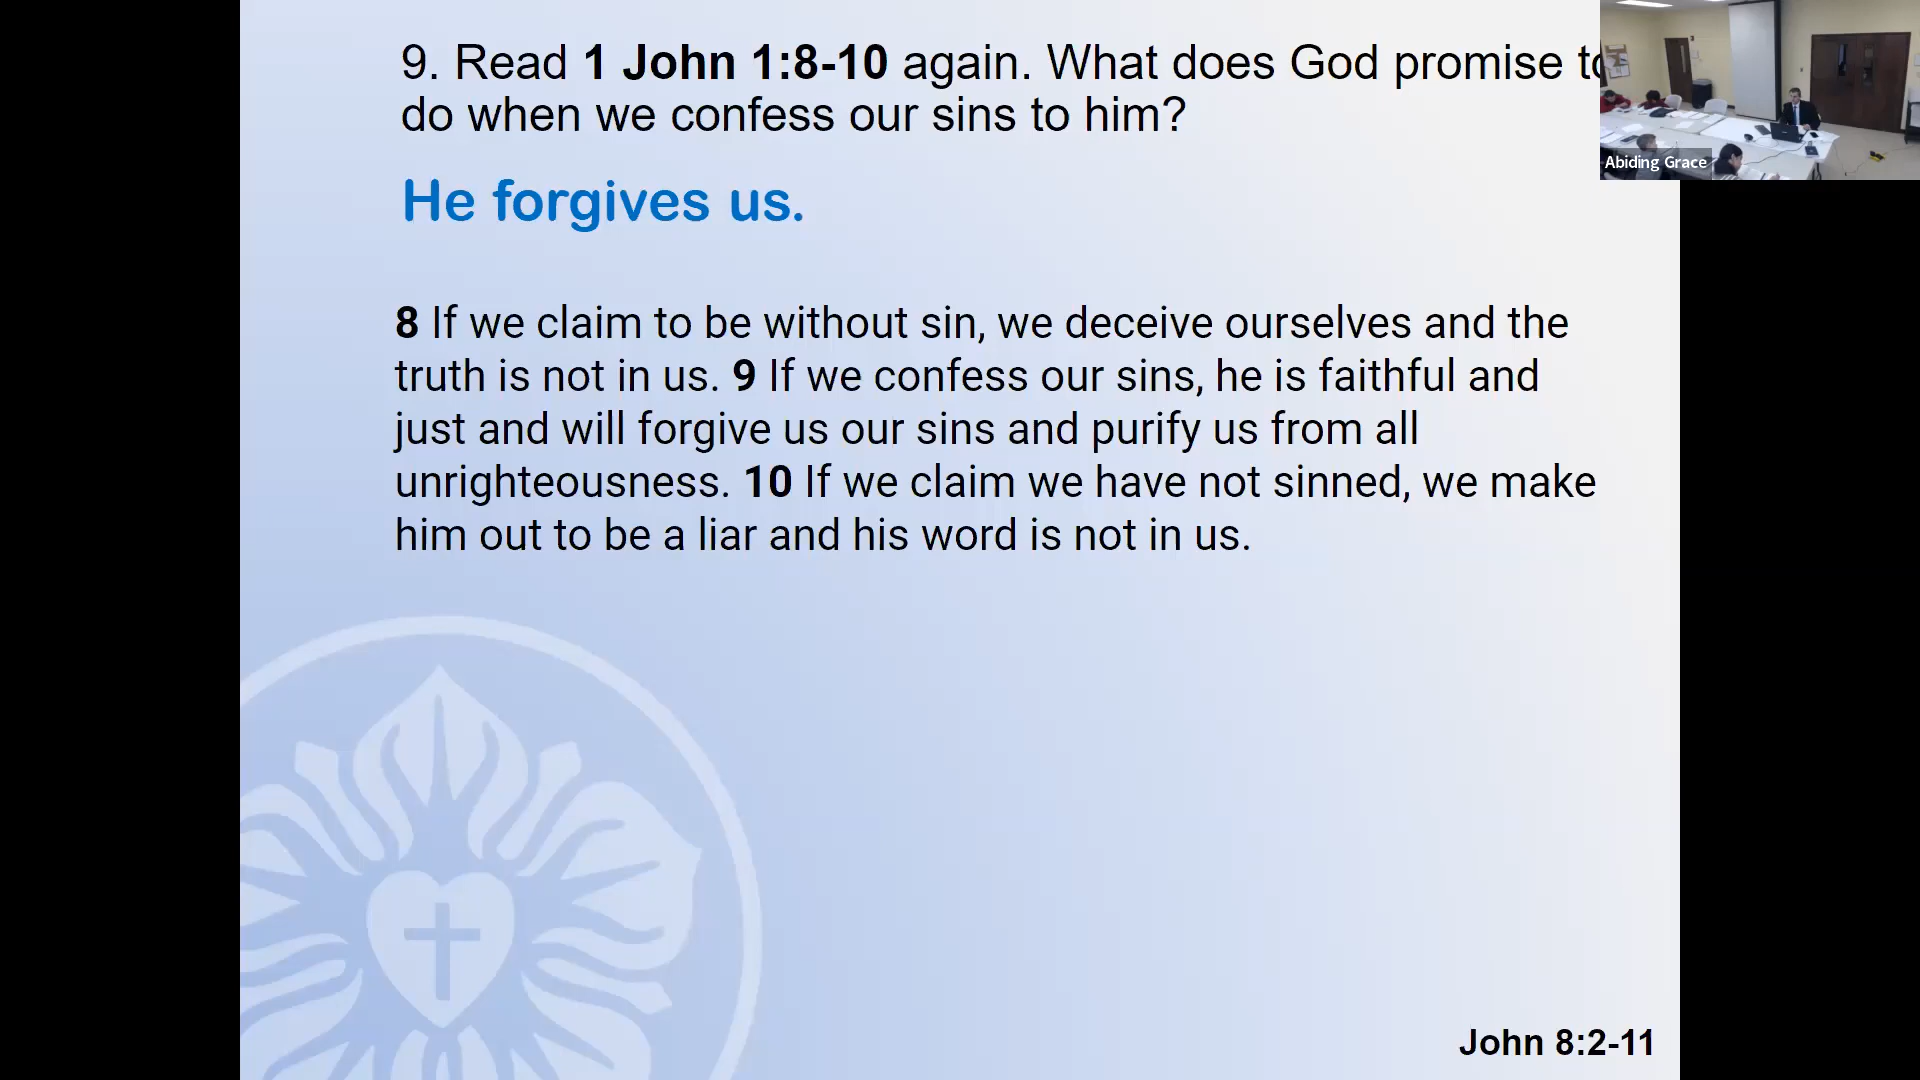 9. Read 1 John 1:8-10 again. What does God promise to
do when we confess our sins to him?
Abiding Grace
He forgives us.
8 If we claim to be without sin, we deceive ourselves and the
truth is not in us. 9 If we confess our sins, he is faithful and
just and will forgive us our sins and purify us from all
unrighteousness. 10 If we claim we have not sinned, we make
him out to be a liar and his word is not in us.
John 8:2-11